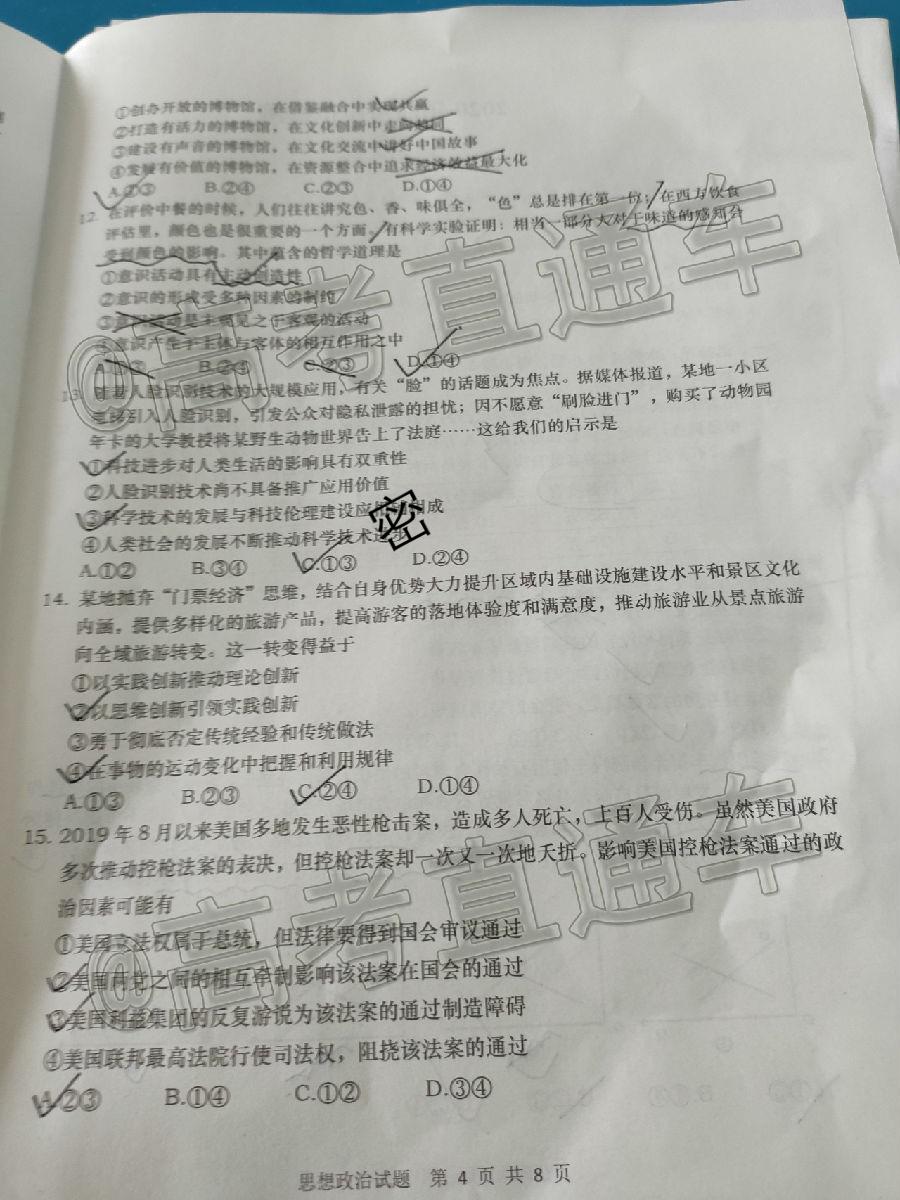 ①创办开放的博物馆，在借鉴融合中实现共赢
②打造有活力的博物馆，在文化创新中走向趋同
③建设有声音的博物馆，在文化交流中讲好中国故事
④发展有价值的博物馆，在资源整合中追求经济效益最大化
A.①③ B.②④ C.②③ D.①④
12. 在评价中餐的时候，人们往往讲究色、香、味俱全，“色”总是排在第一份；在西方饮食
评估里，颜色也是很重要的一个方面。有科学实验证明：相当一部分人对于味道的感知会
受到颜色的影响。其中蕴含的哲学道理是
①意识活动具有主动创造性
②意识的形成受多种因素的制约
③意识活动是主观见之于客观的活动
④意识产生于主体与客体的相互作用之中
A.①② B.②④ C.②③ D.①④
13. 随着人脸识别技术的大规模应用，有关“脸”的话题成为焦点。据媒体报道，某地一小区
引入人脸识别，引发公众对隐私泄露的担忧；因不愿意“刷脸进门”，购买了动物园
年卡的大学教授将某野生动物世界告上了法庭……这给我们的启示是
①科技进步对人类生活的影响具有双重性
②人脸识别技术尚不具备推广应用价值
③科学技术的发展与科技伦理建设应相辅相成
④人类社会的发展不断推动科学技术进步
密
A.①② B.③④ C.①③ D.②④
14. 某地抛弃“门票经济”思维，结合自身优势大力提升区域内基础设施建设水平和景区文化
内涵，提供多样化的旅游产品，提高游客的落地体验度和满意度，推动旅游业从景点旅游
向全域旅游转变。这一转变得益于
①以实践创新推动理论创新
②以思维创新引领实践创新
③勇于彻底否定传统经验和传统做法
④在事物的运动变化中把握和利用规律
A.①③ B.②③ C.②④ D.①④
15. 2019年8月以来美国多地发生恶性枪击案，造成多人死亡，上百人受伤。虽然美国政府
多次推动控枪法案的表决，但控枪法案却一次又一次地夭折。影响美国控枪法案通过的政
治因素可能有
①美国立法权属于总统，但法律要得到国会审议通过
②美国两党之间的相互牵制影响该法案在国会的通过
③美国利益集团的反复游说为该法案的通过制造障碍
④美国联邦最高法院行使司法权，阻挠该法案的通过
A.②③ B.①④ C.①② D.③④
思想政治试题 第 4 页 共 8 页
@高考直通车
@高考直通车